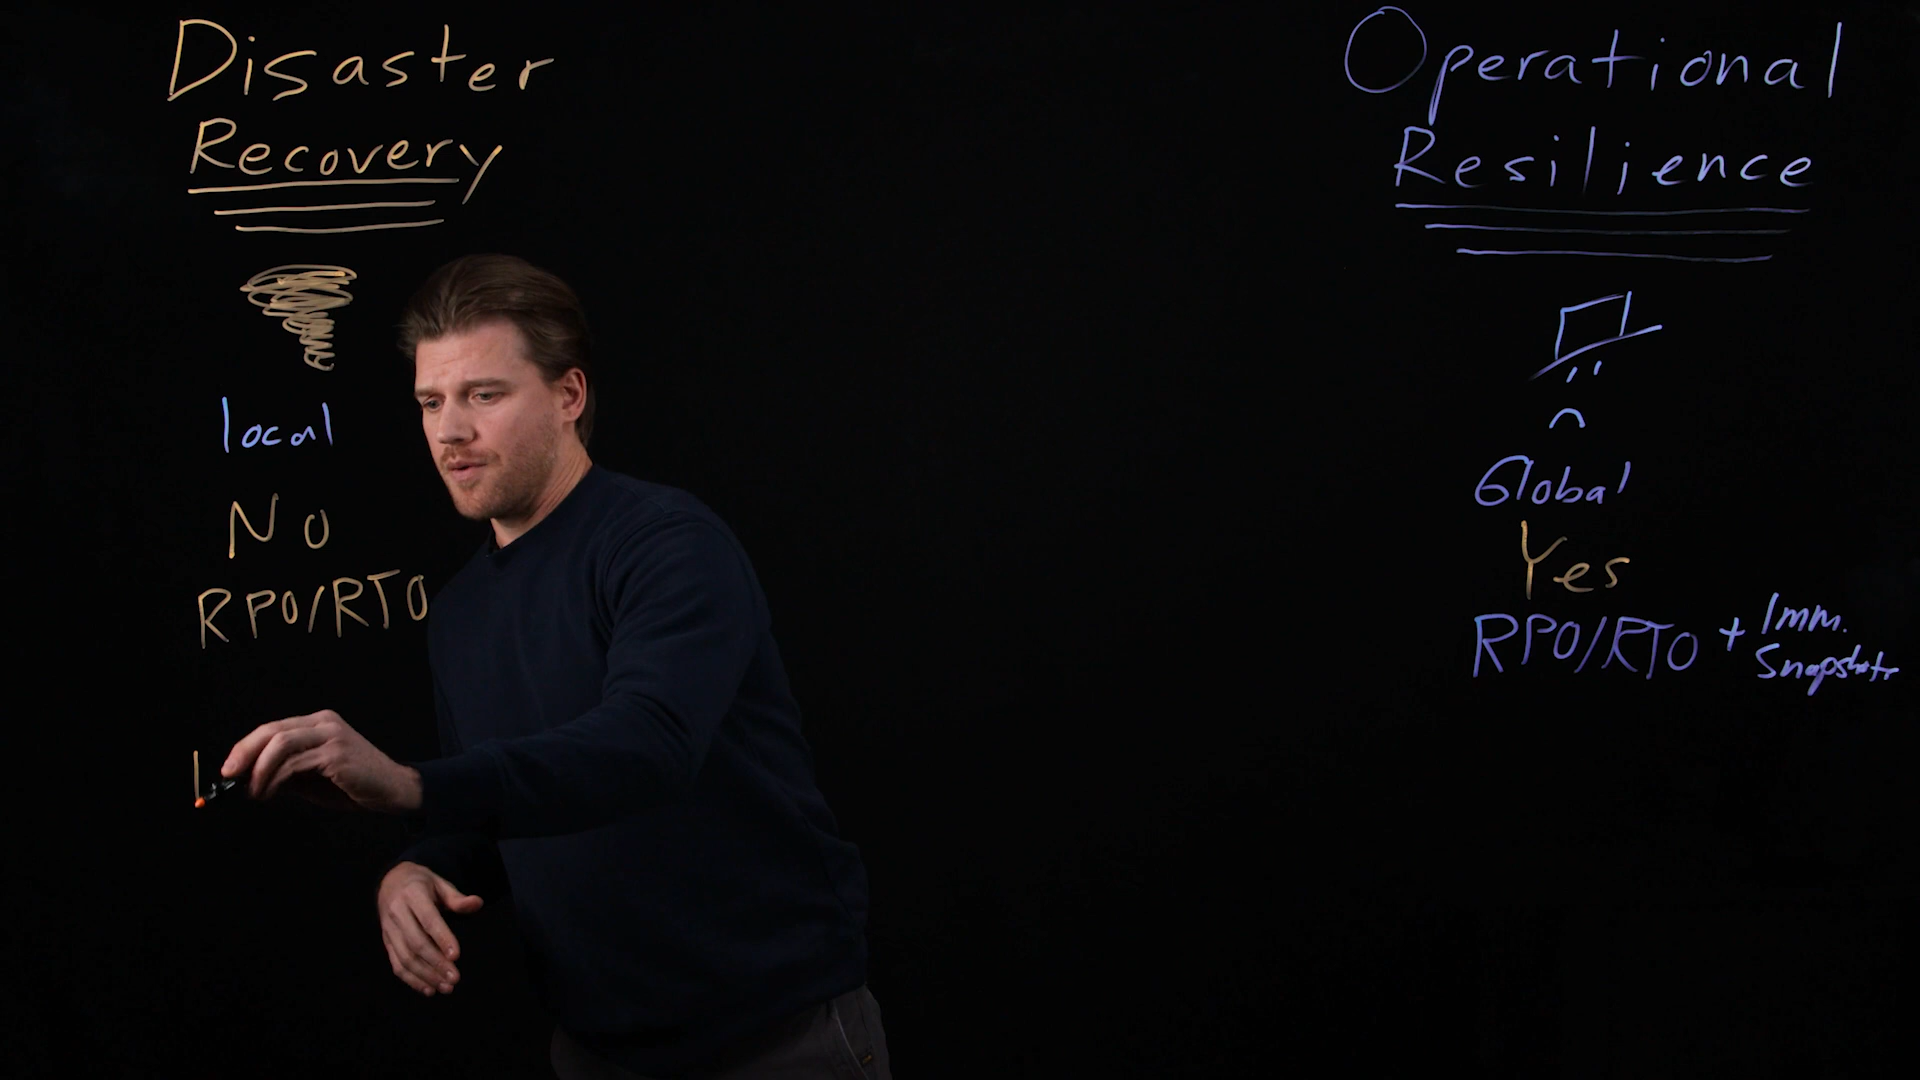 Disaster
Recovery
local
No
RPO/RTO
Operational
Resilience
Global
Yes
RPO/RTO + Imm.
Snapshots